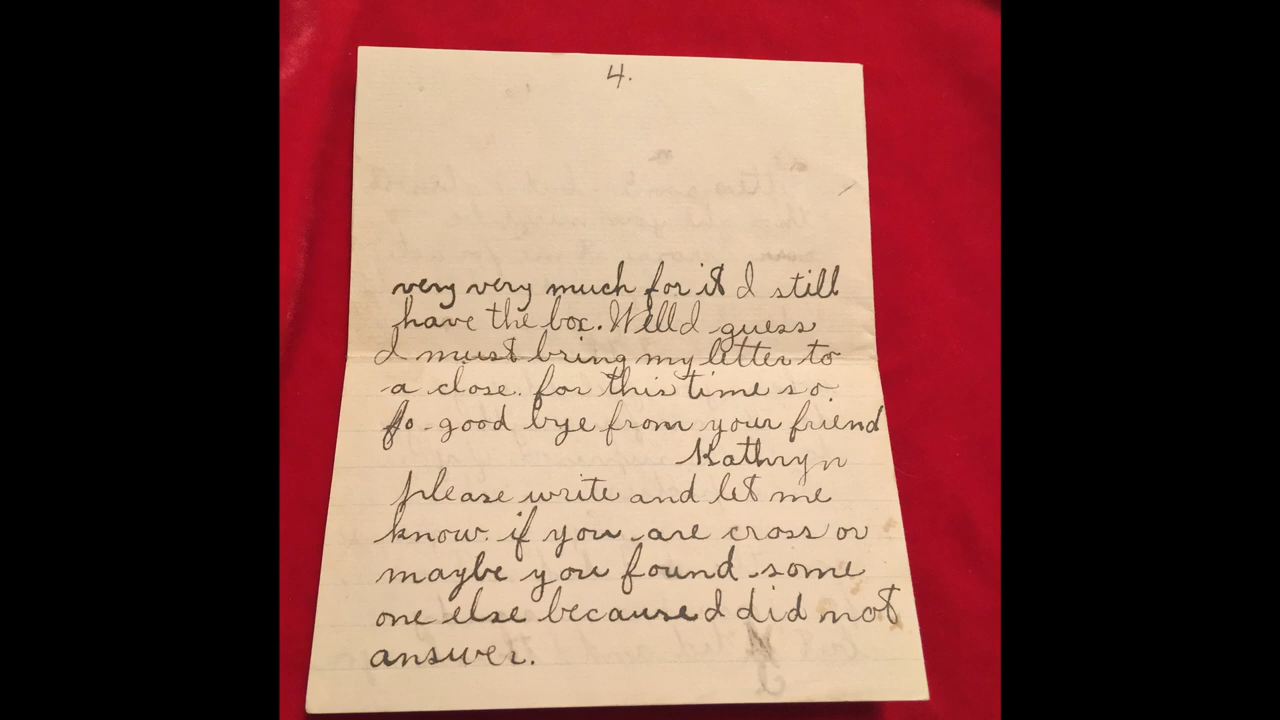 4.
very very much for it I still
have the box. Well I guess
I must bring my letter to
a close. for this time so.
So good bye from your friend
Kathryn
please write and let me
know. if you are cross or
maybe you found some
one else because I did not
answer.